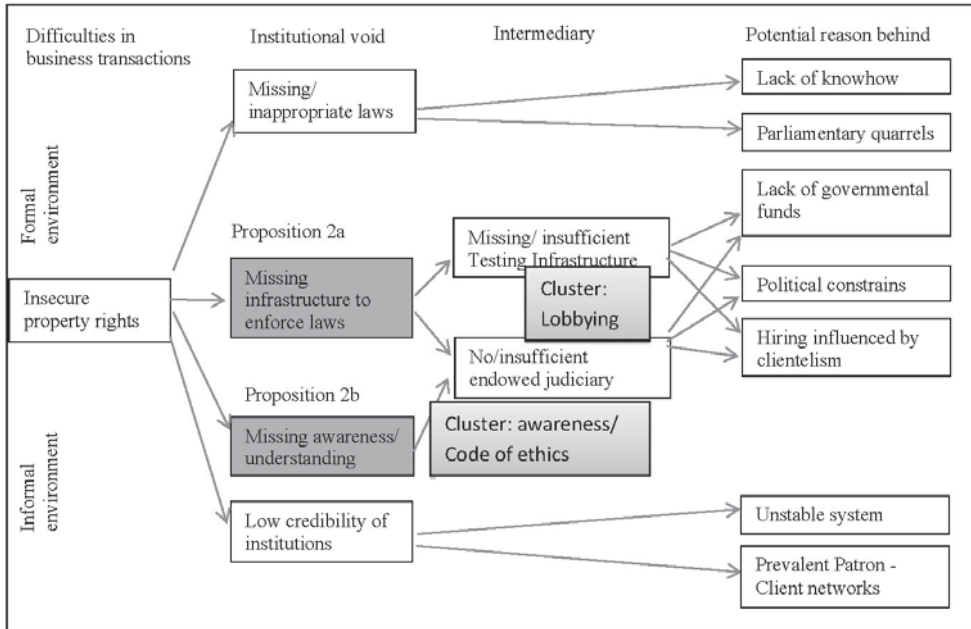 Difficulties in
business transactions
Institutional void
Intermediary
Potential reason behind
Formal
environment
Informal
environment
Insecure
property rights
Missing/
inappropriate laws
Proposition 2a
Missing
infrastructure to
enforce laws
Proposition 2b
Missing awareness/
understanding
Low credibility of
institutions
Missing/ insufficient
Testing Infrastructure
Cluster:
Lobbying
No/insufficient
endowed judiciary
Cluster: awareness/
Code of ethics
Lack of knowhow
Parliamentary quarrels
Lack of governmental
funds
Political constrains
Hiring influenced by
clientelism
Unstable system
Prevalent Patron -
Client networks